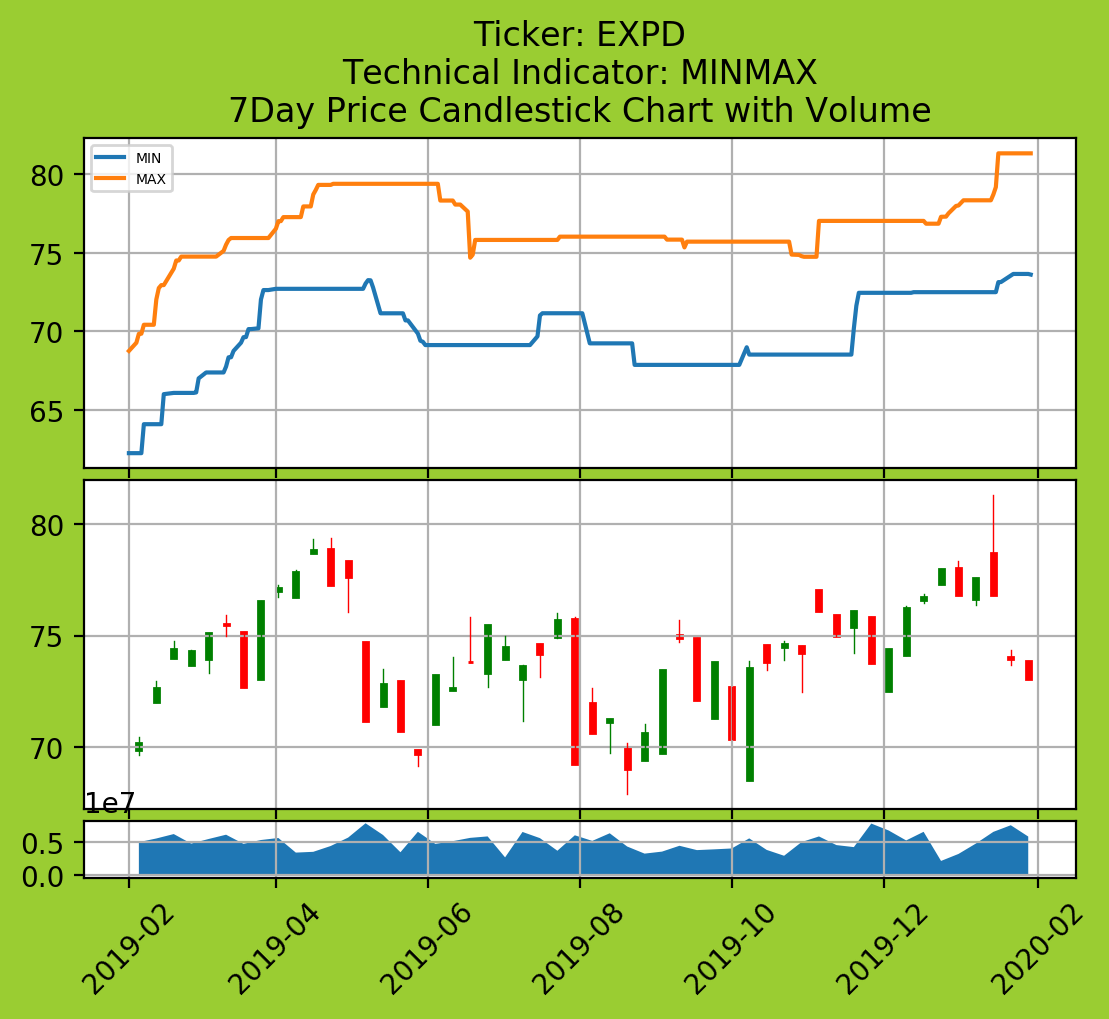 Ticker: EXPD
Technical Indicator: MINMAX
7Day Price Candlestick Chart with Volume
MIN
MAX
80
75
70
65
80
75
70
1e7
0.5
0.0
2019-02
2019-04
2019-06
2019-08
2019-10
2019-12
2020-02